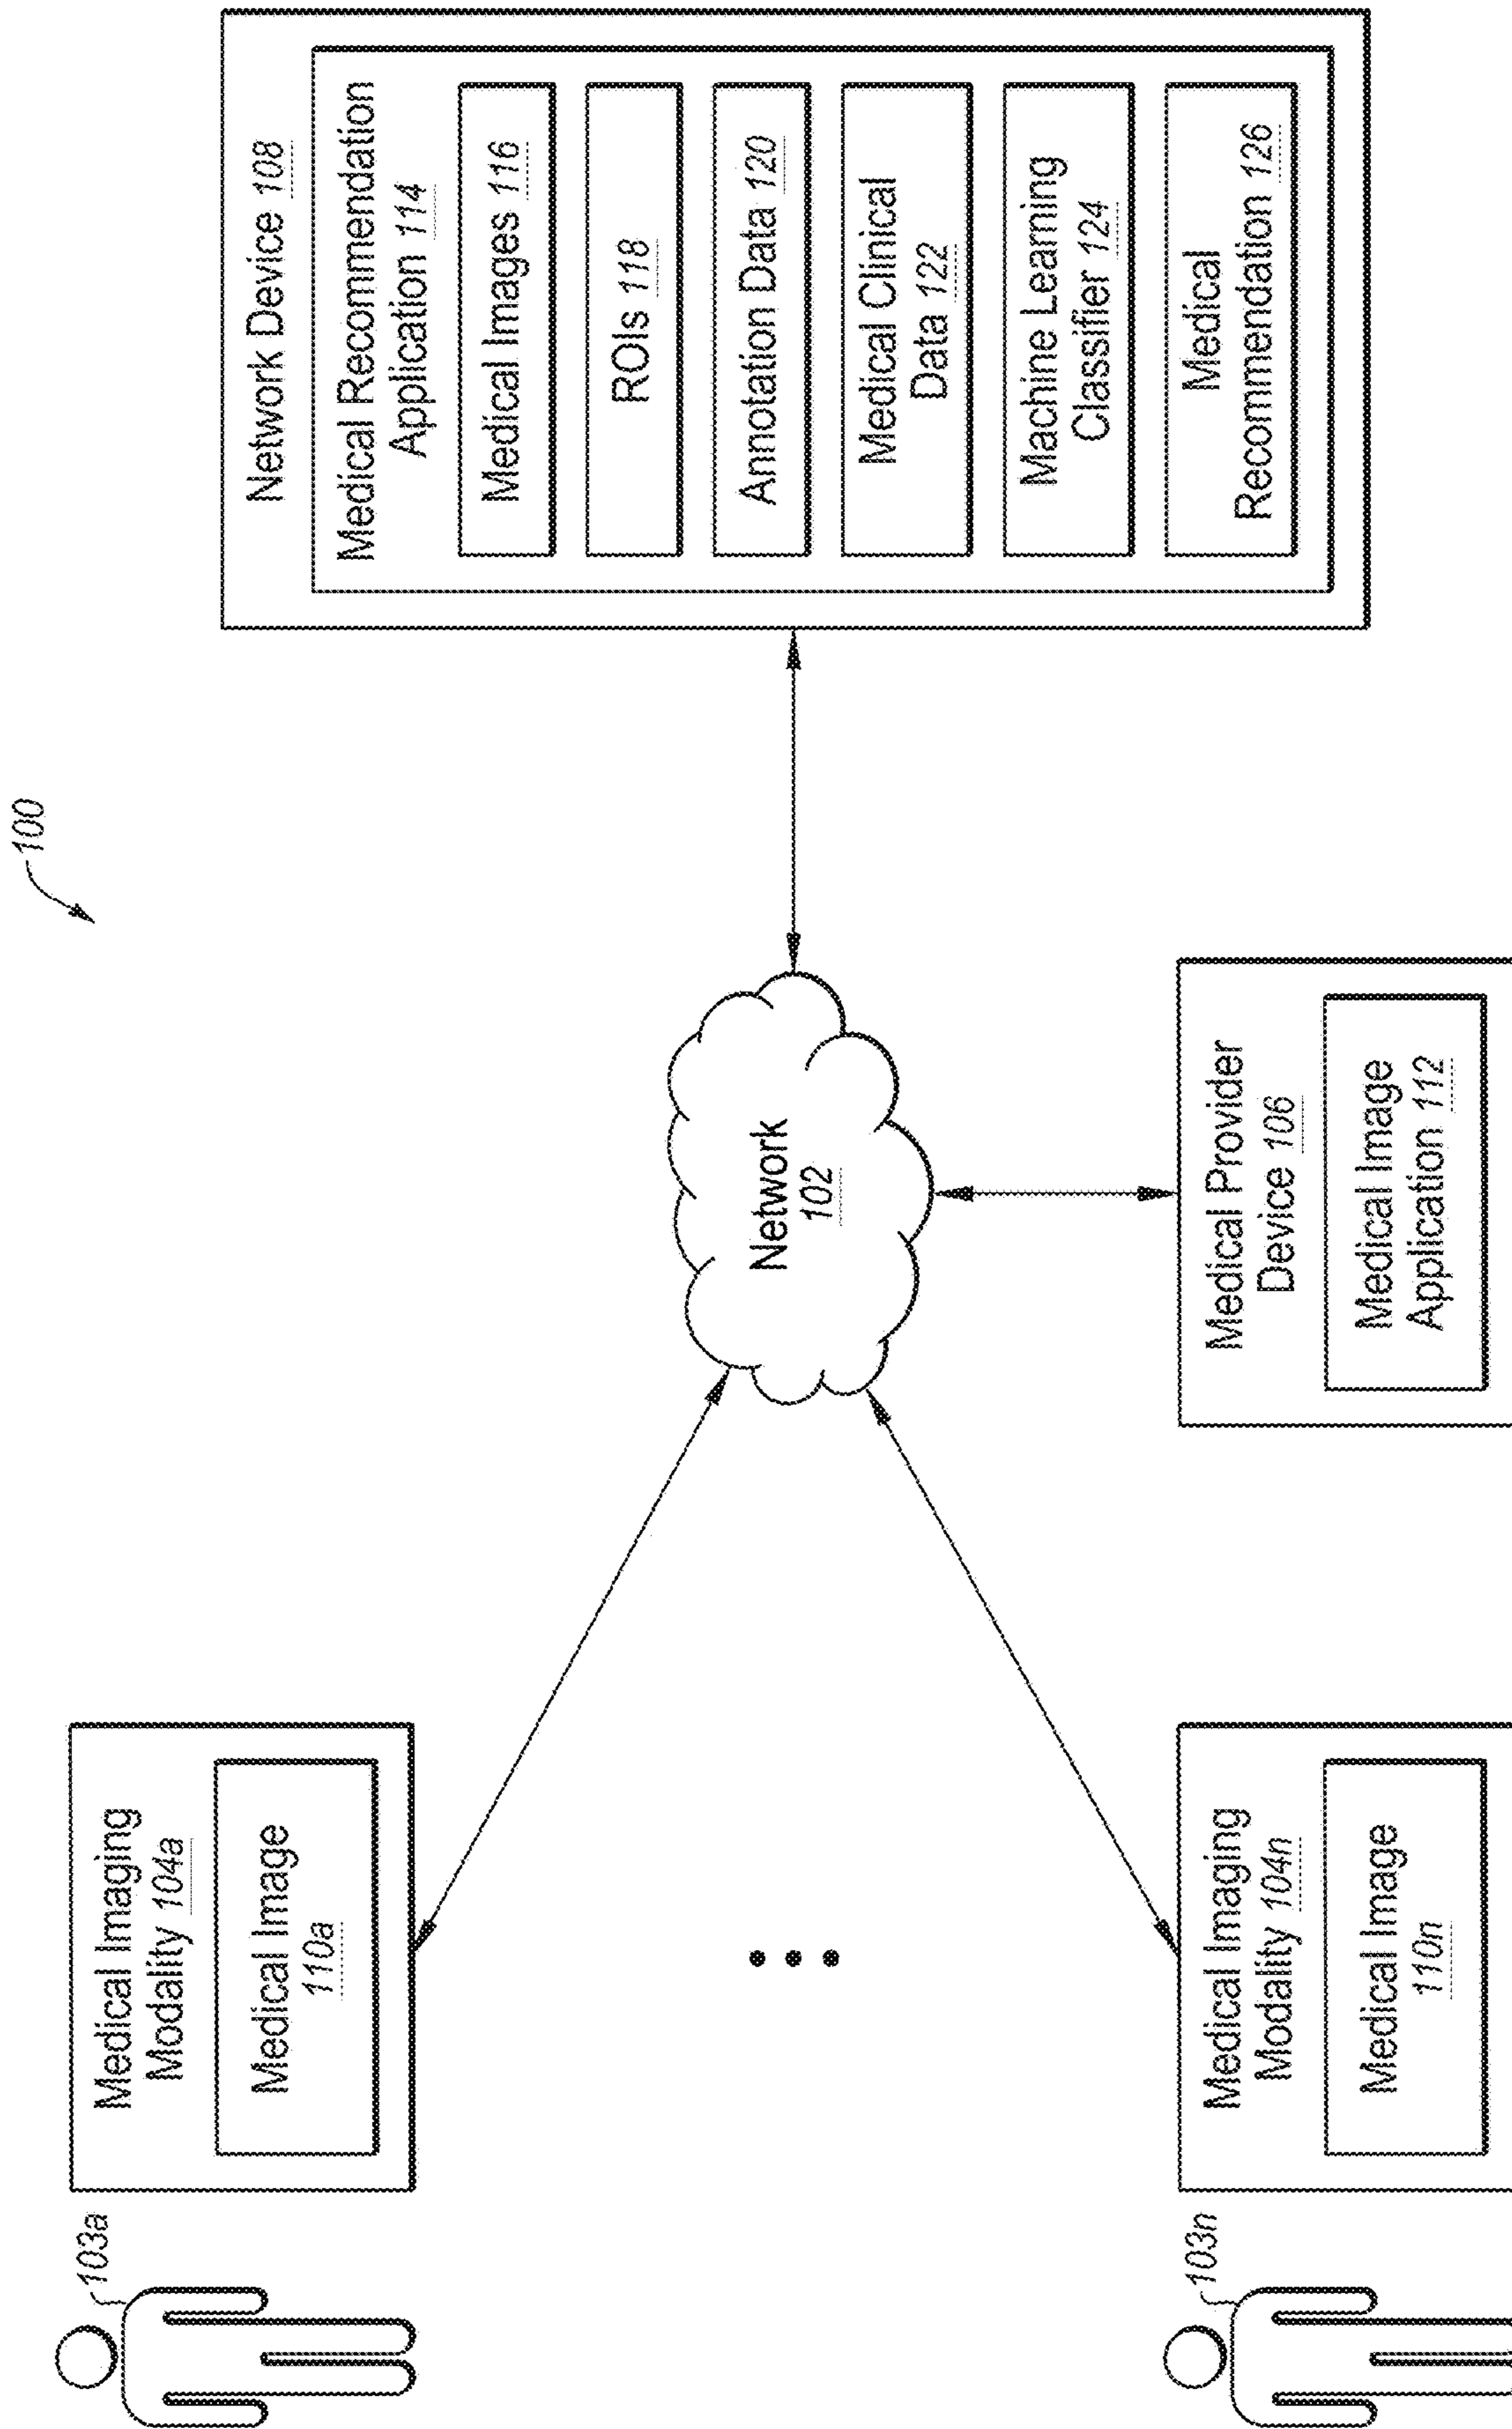 100
103a
Medical Imaging
Modality 104a
Medical Image
110a
103n
Medical Imaging
Modality 104n
Medical Image
110n
Network
102
Medical Provider
Device 106
Medical Image
Application 112
Network Device 108
Medical Recommendation
Application 114
Medical Images 116
ROIs 118
Annotation Data 120
Medical Clinical
Data 122
Machine Learning
Classifier 124
Medical
Recommendation 126